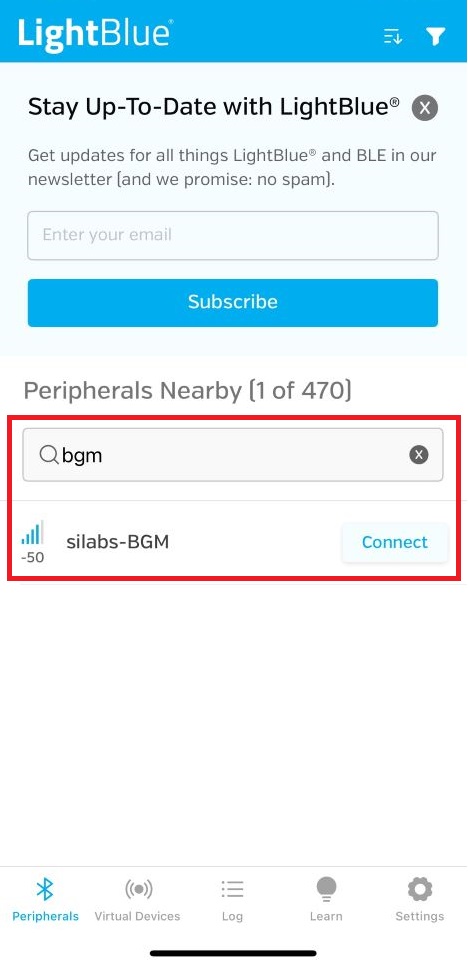 LightBlue®
Stay Up-To-Date with LightBlue® X
Get updates for all things LightBlue® and BLE in our
newsletter (and we promise: no spam).
Enter your email
Subscribe
Peripherals Nearby (1 of 470)
bgm X
silabs-BGM Connect
-50
Peripherals Virtual Devices Log Learn Settings